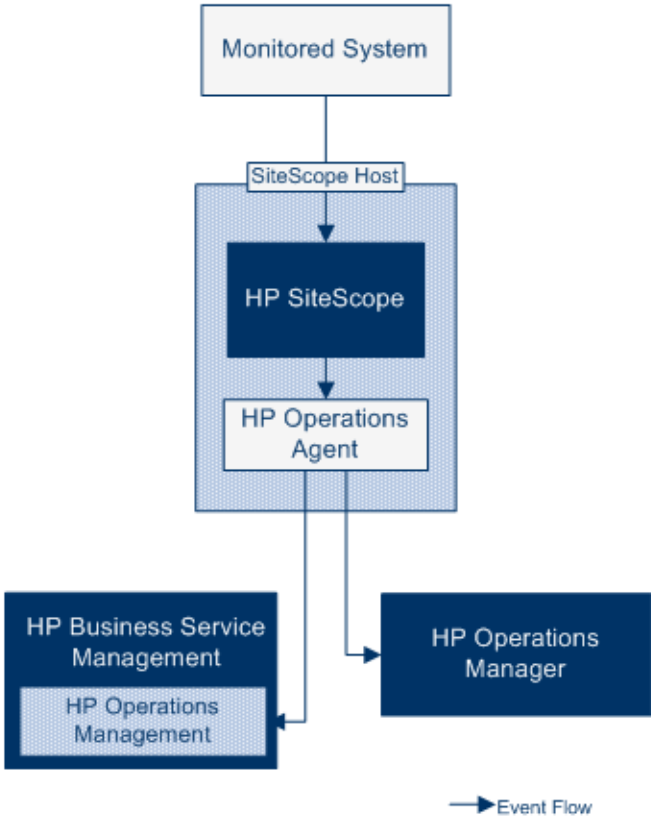 Monitored System
SiteScope Host
HP SiteScope
HP Operations
Agent
HP Business Service
Management
HP Operations
Management
HP Operations
Manager
Event Flow